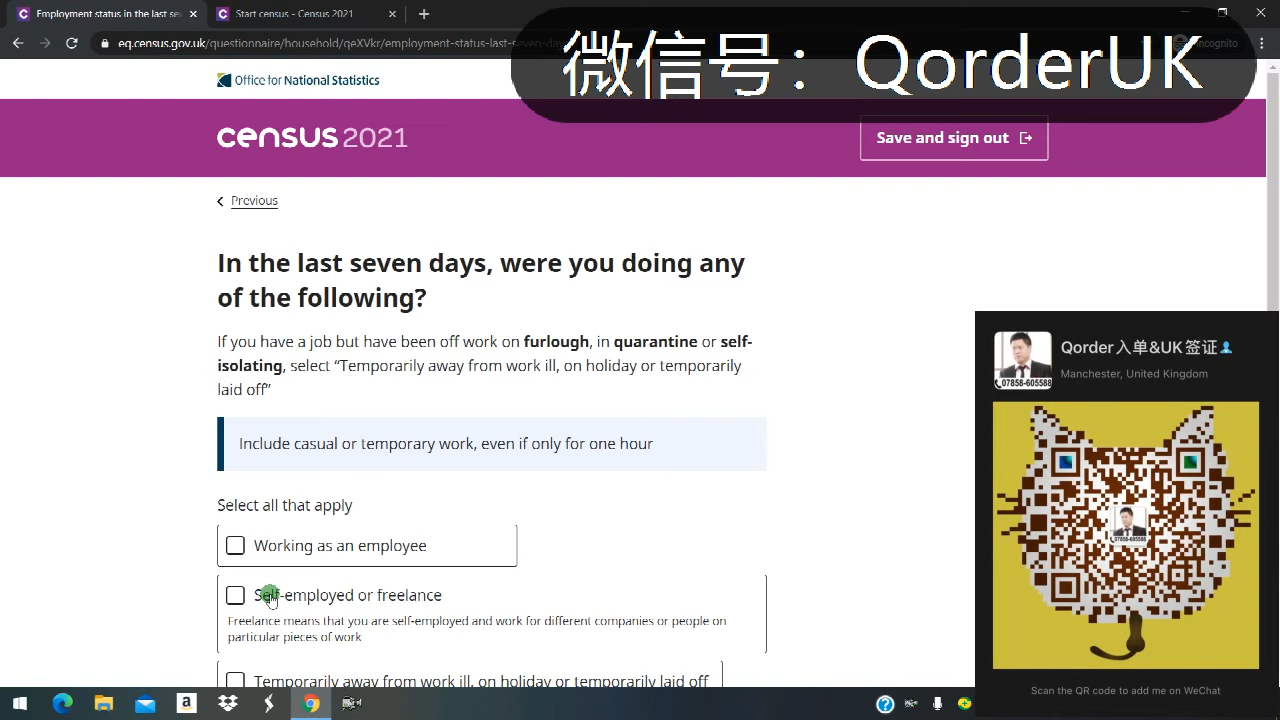 Employment status in the last se
Start census - Census 2021
eq.census.gov.uk/questionnaire/household/qeXVkr/employment-status-last-seven-da
Incognito
微信号：QorderUK
Office for National Statistics
census 2021
Save and sign out
Previous
In the last seven days, were you doing any
of the following?
If you have a job but have been off work on furlough, in quarantine or self-
isolating, select “Temporarily away from work ill, on holiday or temporarily
laid off”
Include casual or temporary work, even if only for one hour
Select all that apply
Working as an employee
Self-employed or freelance
Freelance means that you are self-employed and work for different companies or people on
particular pieces of work
Temporarily away from work ill, on holiday or temporarily laid off
Qorder入单&UK签证
Manchester, United Kingdom
07858-605588
07858-605588
Scan the QR code to add me on WeChat